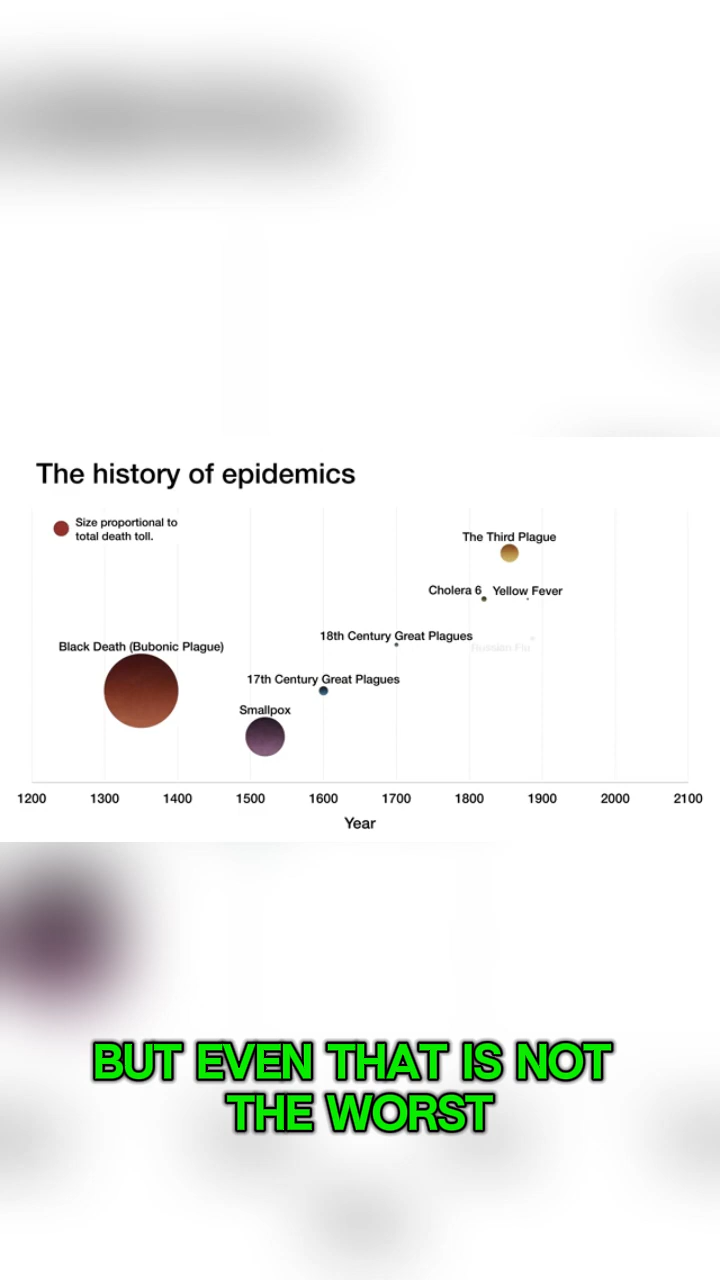 The history of epidemics
Size proportional to
total death toll.
The Third Plague
Cholera 6
Yellow Fever
18th Century Great Plagues
Russian Flu
Black Death (Bubonic Plague)
17th Century Great Plagues
Smallpox
1200 1300 1400 1500 1600 1700 1800 1900 2000 2100
Year
BUT EVEN THAT IS NOT
THE WORST